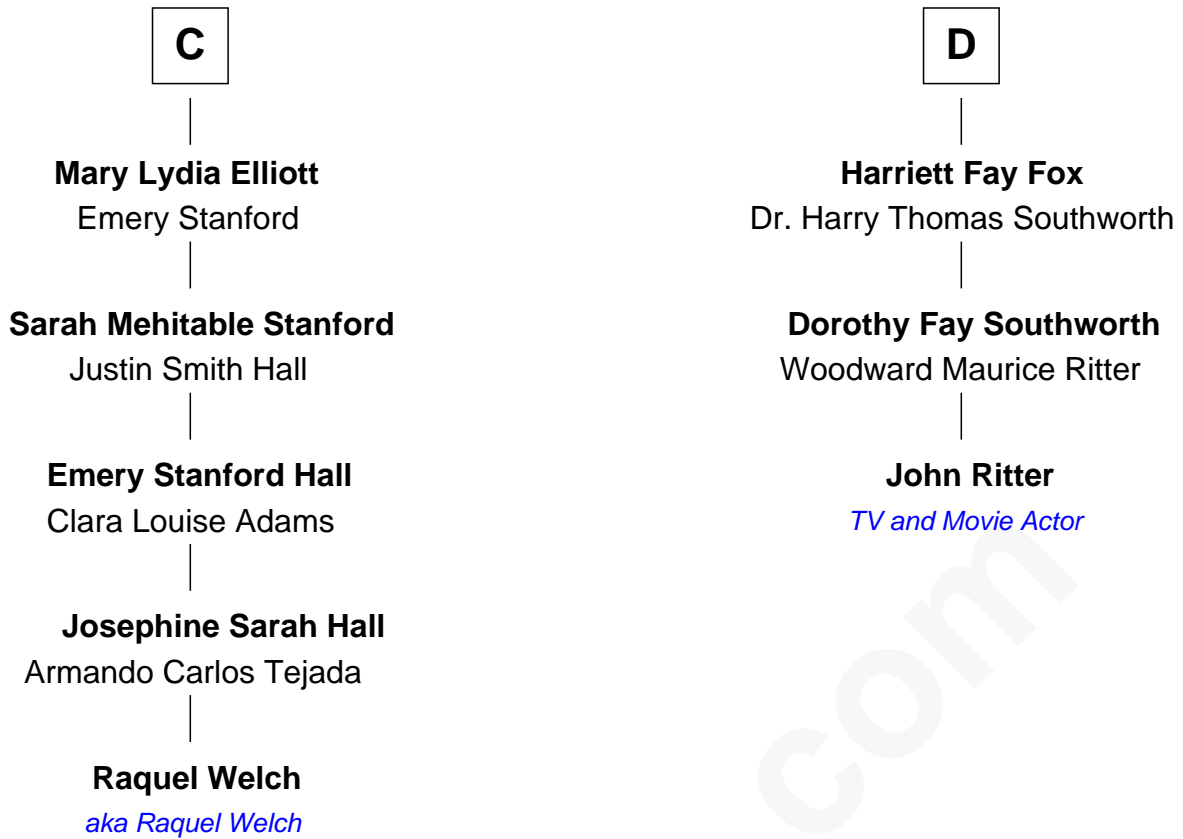 C
Mary Lydia Elliott
Emery Stanford
Sarah Mehitable Stanford
Justin Smith Hall
Emery Stanford Hall
Clara Louise Adams
Josephine Sarah Hall
Armando Carlos Tejada
Raquel Welch
aka Raquel Welch
D
Harriett Fay Fox
Dr. Harry Thomas Southworth
Dorothy Fay Southworth
Woodward Maurice Ritter
John Ritter
TV and Movie Actor
com